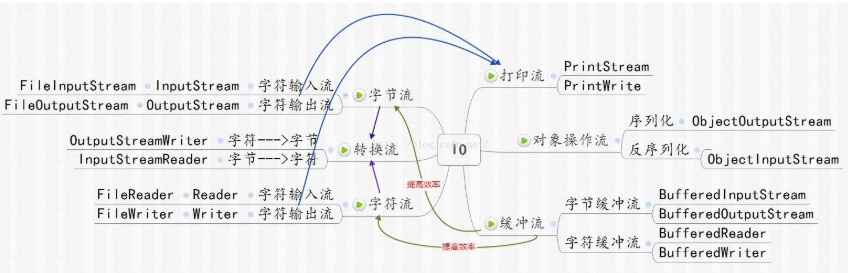 IO
字节流
字符输入流
InputStream
FileInputStream
字符输出流
OutputStream
FileOutputStream
转换流
字符--->字节
OutputStreamWriter
字节--->字符
InputStreamReader
字符流
字符输入流
Reader
FileReader
字符输出流
Writer
FileWriter
打印流
PrintStream
PrintWrite
对象操作流
序列化
ObjectOutputStream
反序列化
ObjectInputStream
缓冲流
字节缓冲流
BufferedInputStream
BufferedOutputStream
字符缓冲流
BufferedReader
BufferedWriter
提高效率
提高效率